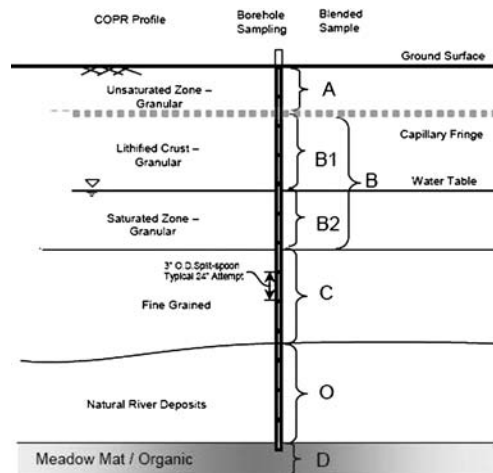 COPR Profile
Borehole
Sampling
Blended
Sample
Ground Surface
Unsaturated Zone –
Granular
A
Capillary Fringe
Lithified Crust –
Granular
B1
B
Water Table
Saturated Zone –
Granular
B2
3" O.D.Split-spoon
Typical 24" Attempt
Fine Grained
C
Natural River Deposits
O
Meadow Mat / Organic
D